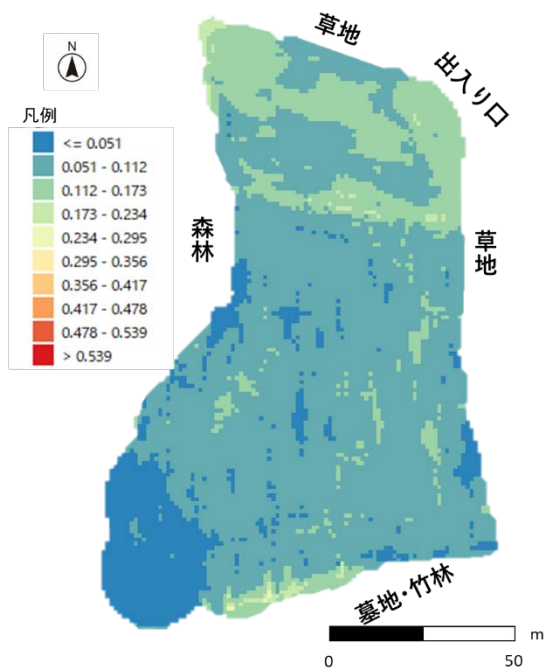 草地
出入り口
N
凡例
<= 0.051
0.051 - 0.112
0.112 - 0.173
0.173 - 0.234
0.234 - 0.295
0.295 - 0.356
0.356 - 0.417
0.417 - 0.478
0.478 - 0.539
> 0.539
森林
草地
墓地・竹林
m
0
50